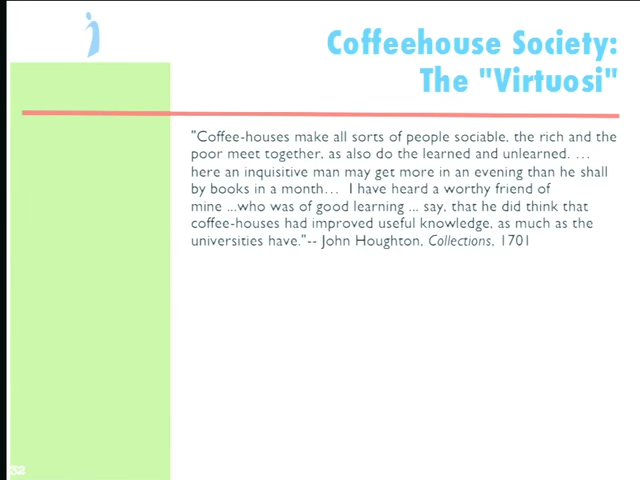 Coffeehouse Society:
The "Virtuosi"
"Coffee-houses make all sorts of people sociable, the rich and the
poor meet together, as also do the learned and unlearned. …
here an inquisitive man may get more in an evening than he shall
by books in a month… I have heard a worthy friend of
mine ...who was of good learning ... say, that he did think that
coffee-houses had improved useful knowledge, as much as the
universities have."-- John Houghton, Collections, 1701
32